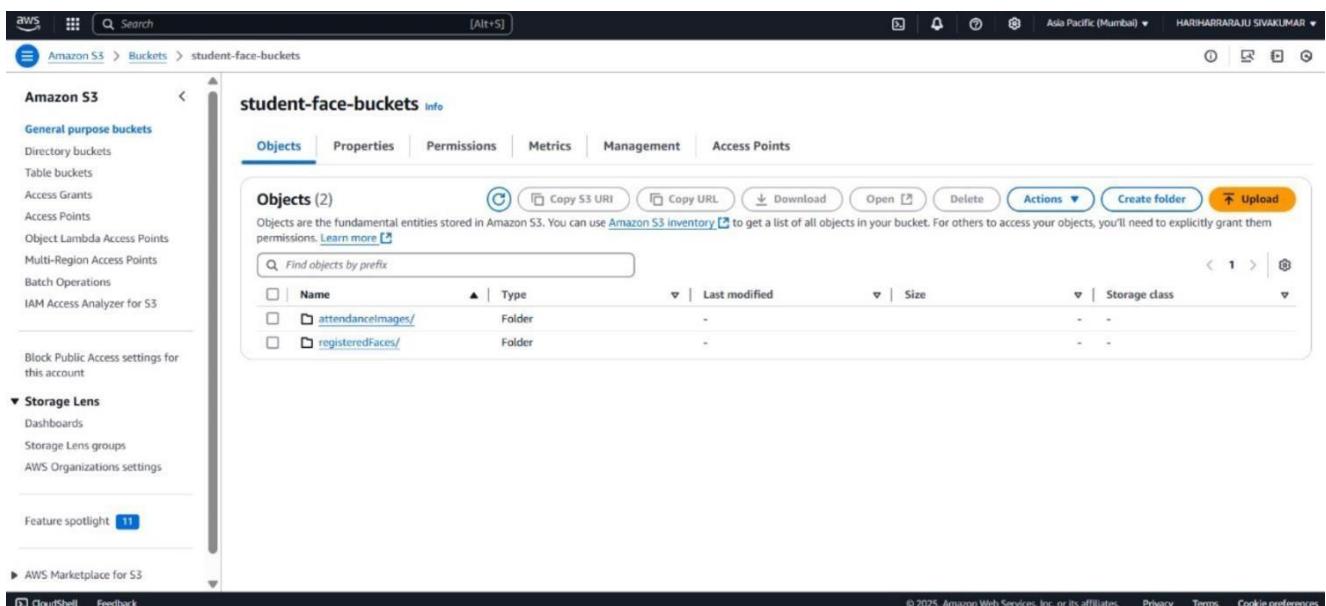 aws
Search [Alt+S] Asia Pacific (Mumbai) HARIHARRARAJU SIVAKUMAR
Amazon S3 > Buckets > student-face-buckets
Amazon S3
General purpose buckets
Directory buckets
Table buckets
Access Grants
Access Points
Object Lambda Access Points
Multi-Region Access Points
Batch Operations
IAM Access Analyzer for S3
Block Public Access settings for
this account
Storage Lens
Dashboards
Storage Lens groups
AWS Organizations settings
Feature spotlight 11
AWS Marketplace for S3
student-face-buckets Info
Objects Properties Permissions Metrics Management Access Points
Objects (2) Copy S3 URI Copy URL Download Open Delete Actions Create folder Upload
Objects are the fundamental entities stored in Amazon S3. You can use Amazon S3 inventory to get a list of all objects in your bucket. For others to access your objects, you'll need to explicitly grant them
permissions. Learn more
Find objects by prefix < 1 >
Name Type Last modified Size Storage class
attendanceImages/ Folder - - -
registeredFaces/ Folder - - -
CloudShell Feedback © 2025, Amazon Web Services, Inc. or its affiliates. Privacy Terms Cookie preferences